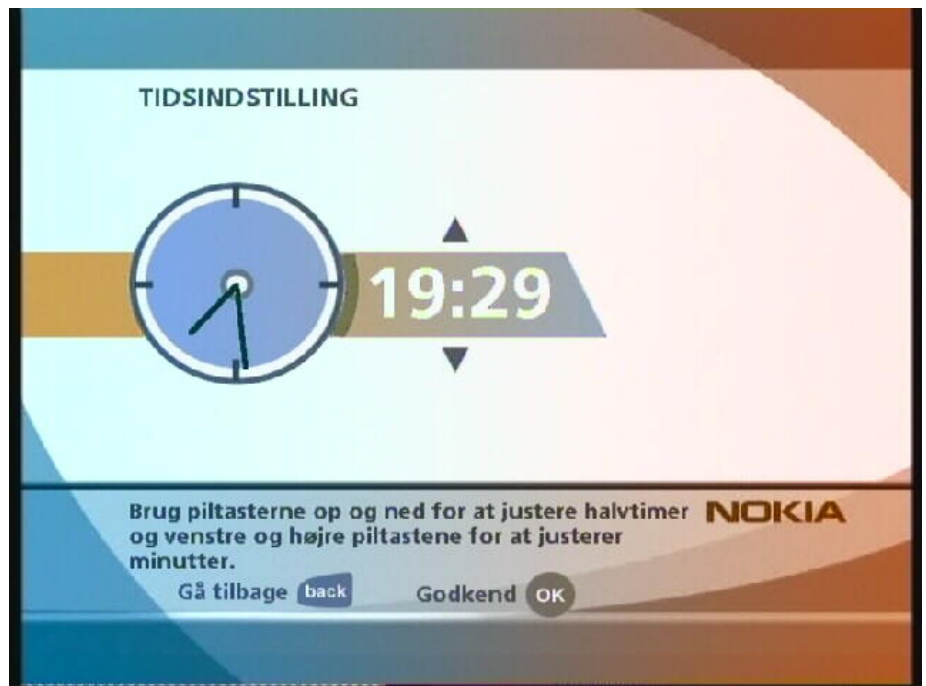 TIDSINDSTILLING
19:29
Brug piltasterne op og ned for at justere halvtimer
og venstre og højre piltastene for at justerer
minutter.
NOKIA
Gå tilbage back Godkend OK